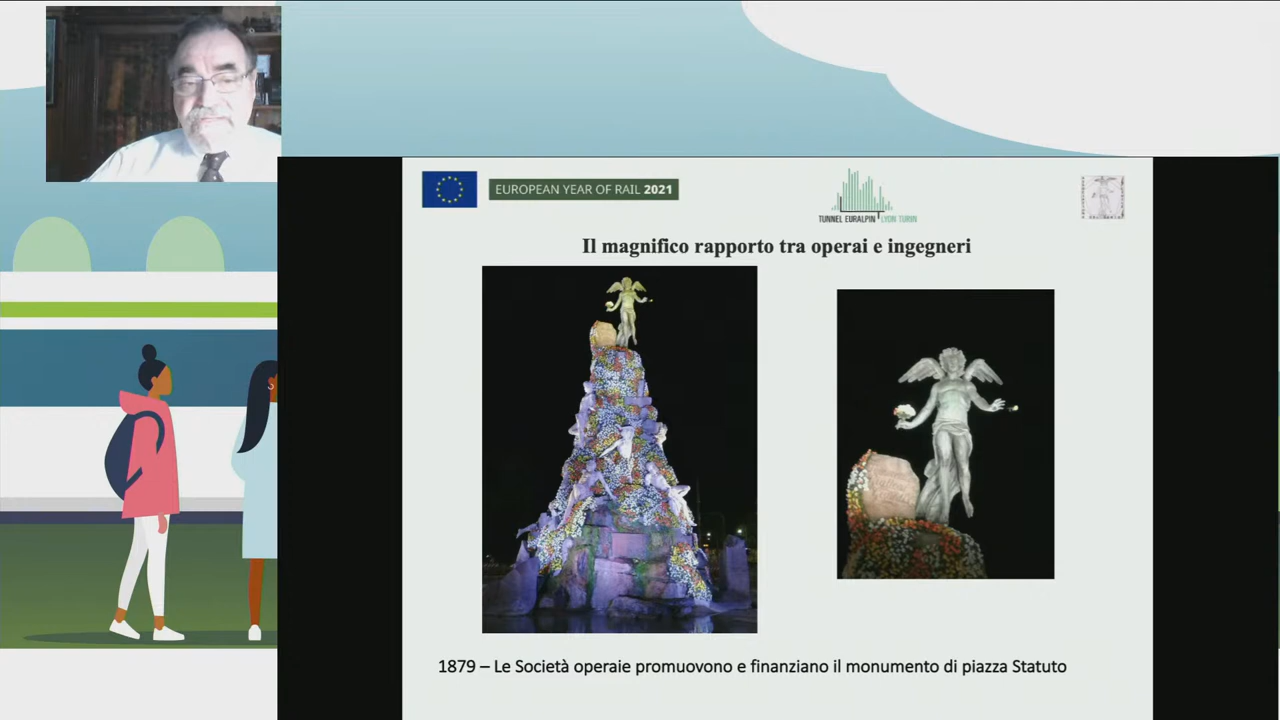 EUROPEAN YEAR OF RAIL 2021
TUNNEL EURALPIN LYON TURIN
Il magnifico rapporto tra operai e ingegneri
1879 – Le Società operaie promuovono e finanziano il monumento di piazza Statuto